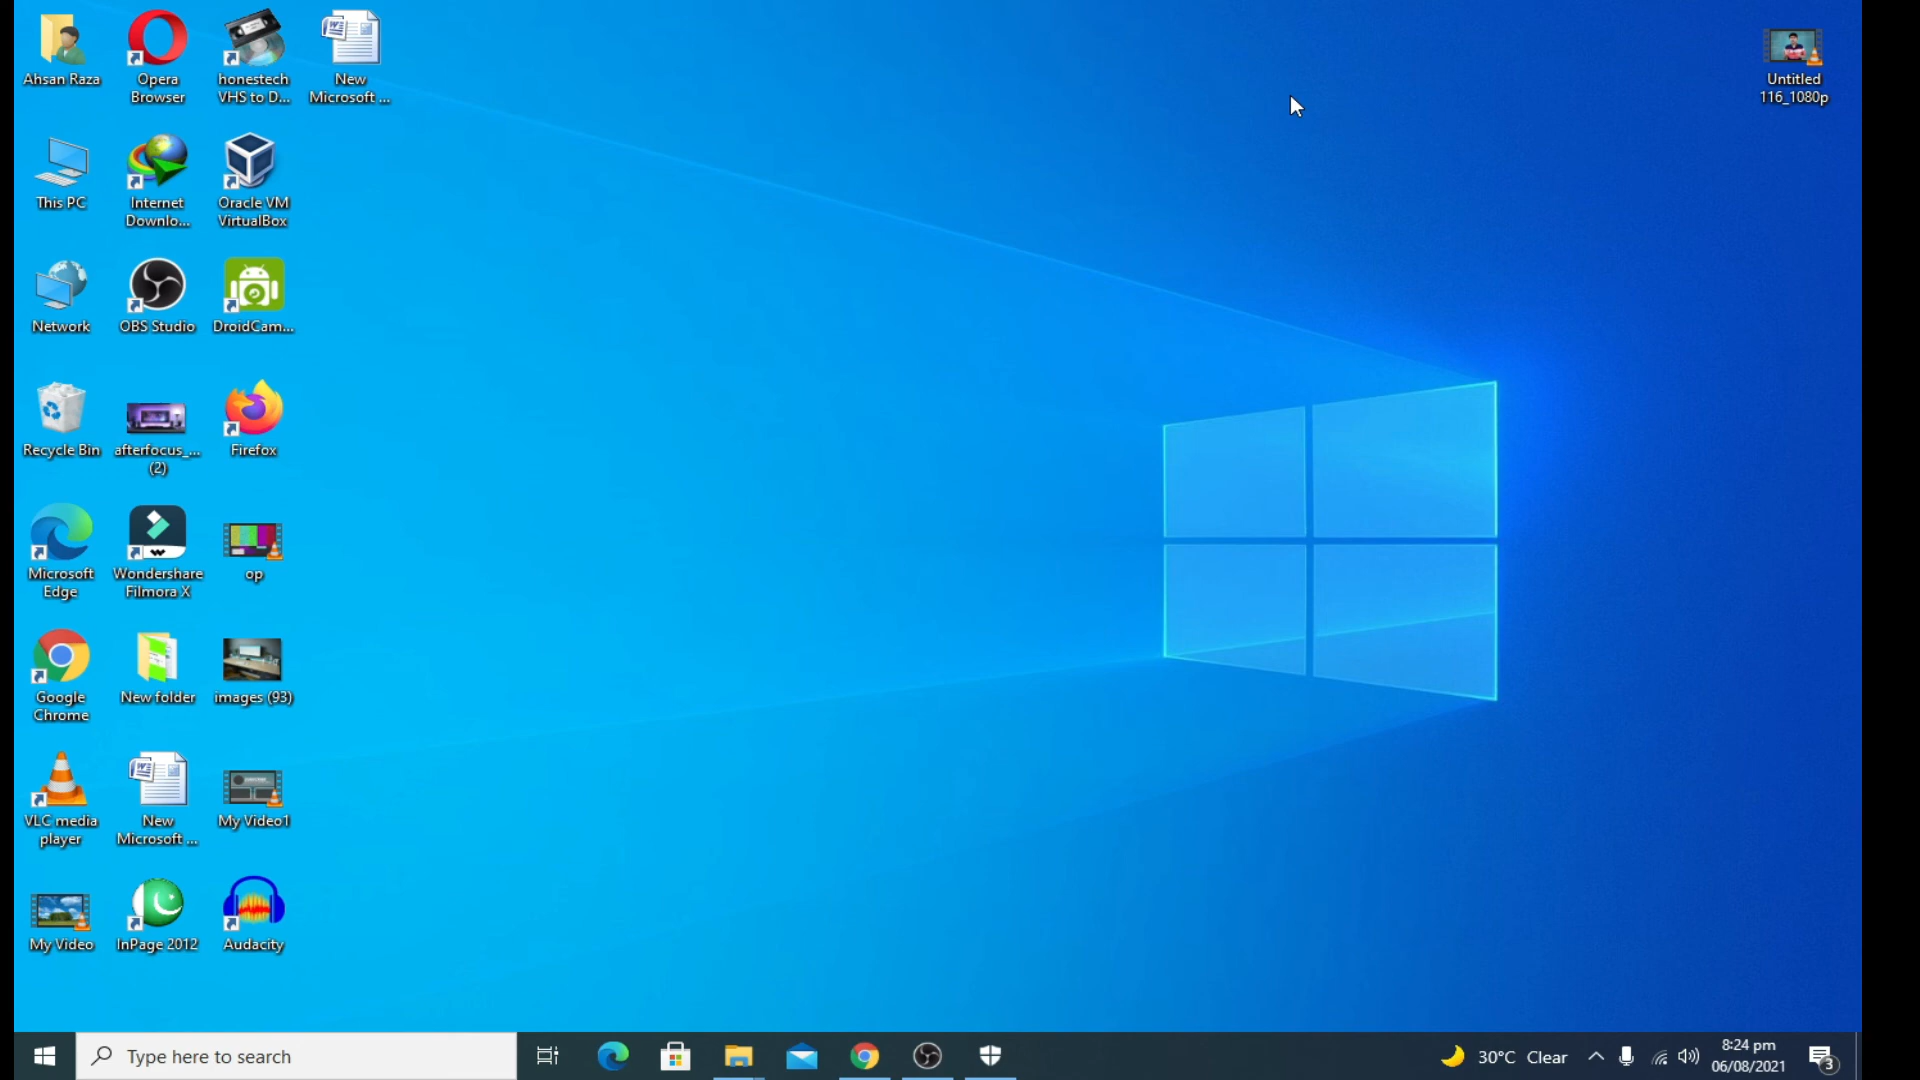 Ahsan Raza
Opera
Browser
honestech
VHS to D...
New
Microsoft ...
Untitled
116_1080p
This PC
Internet
Downlo...
Oracle VM
VirtualBox
Network
OBS Studio
DroidCam...
Recycle Bin
afterfocus_...
(2)
Firefox
Microsoft
Edge
Wondershare
Filmora X
op
Google
Chrome
New folder
images (93)
VLC media
player
New
Microsoft ...
My Video1
My Video
InPage 2012
Audacity
Type here to search
30°C Clear
8:24 pm
06/08/2021
3